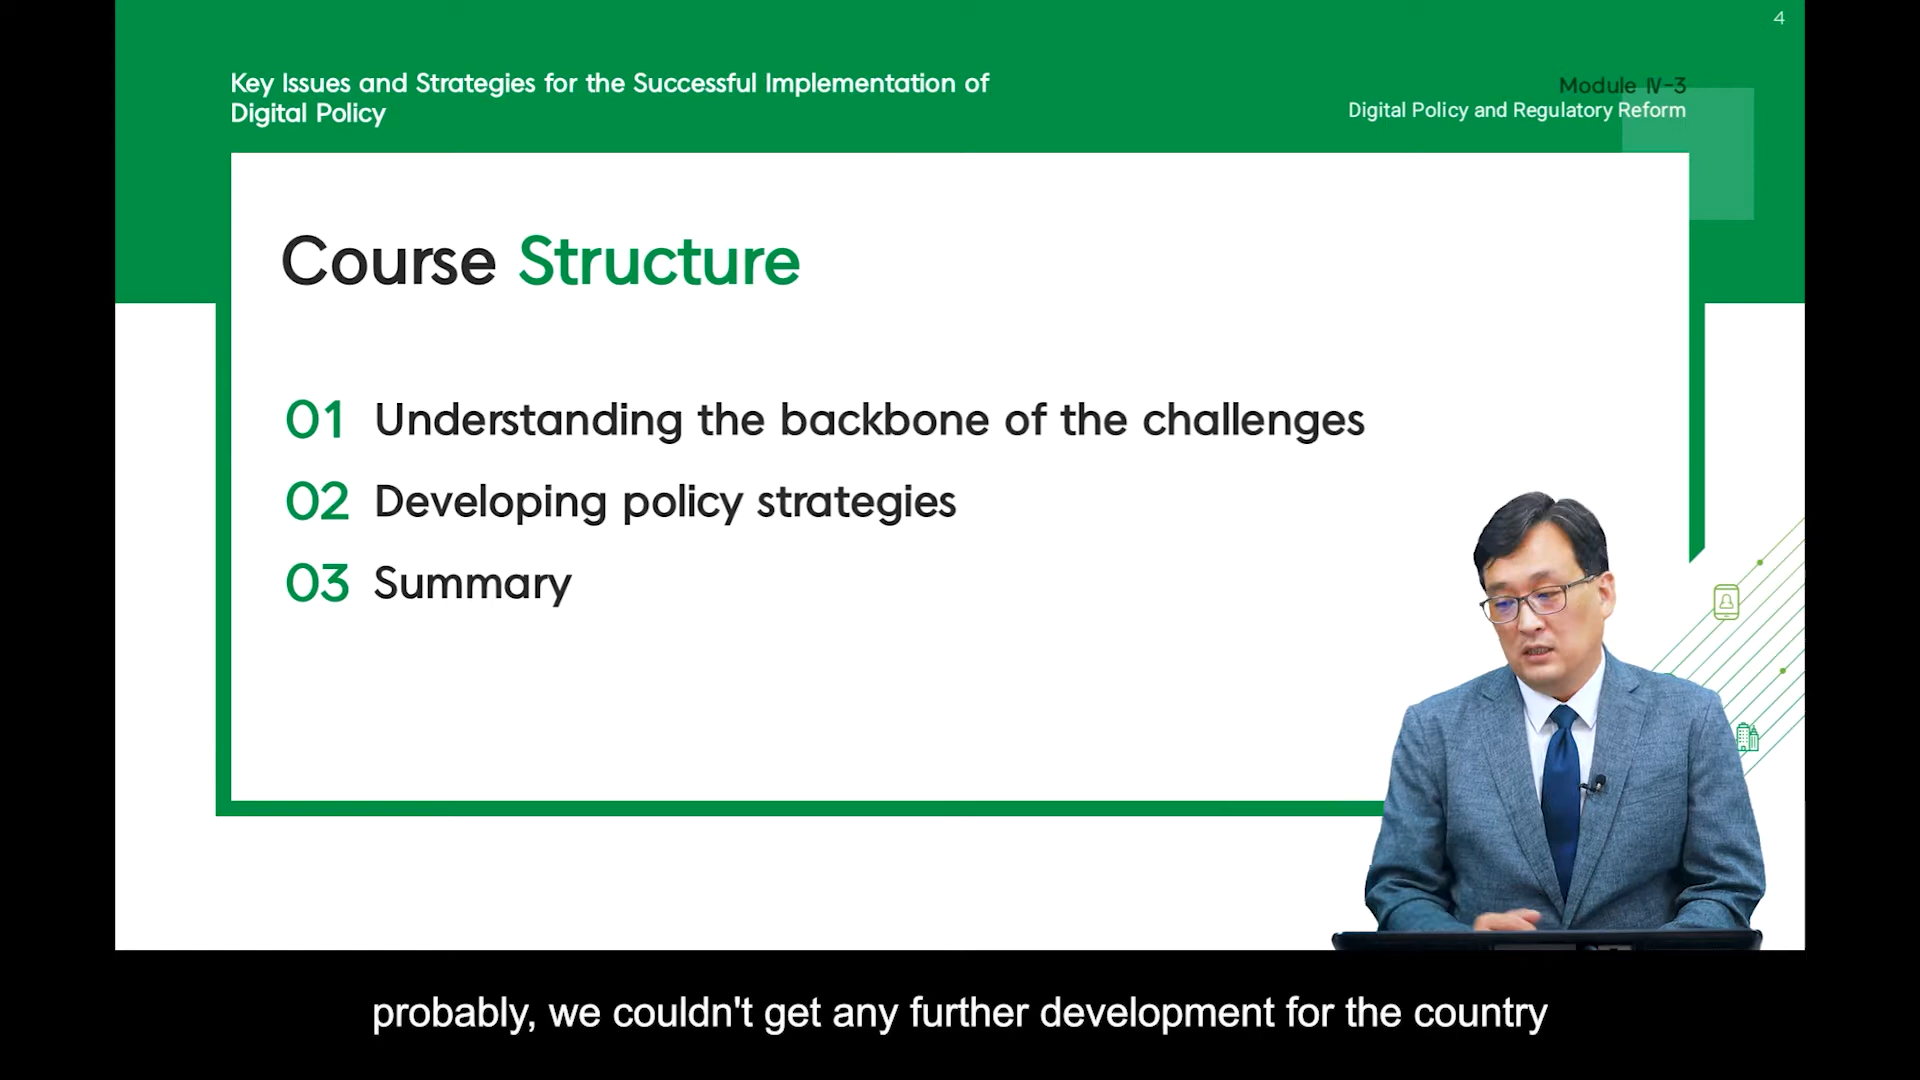 4
Key Issues and Strategies for the Successful Implementation of
Digital Policy
Module Ⅳ-3
Digital Policy and Regulatory Reform
Course Structure
01 Understanding the backbone of the challenges
02 Developing policy strategies
03 Summary
probably, we couldn't get any further development for the country